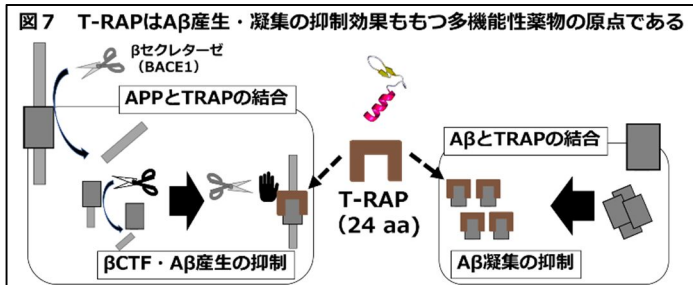 図７　T-RAPはAβ産生・凝集の抑制効果ももつ多機能性薬物の原点である
βセクレターゼ
（BACE1）
APPとTRAPの結合
AβとTRAPの結合
T-RAP
（24 aa）
βCTF・Aβ産生の抑制
Aβ凝集の抑制